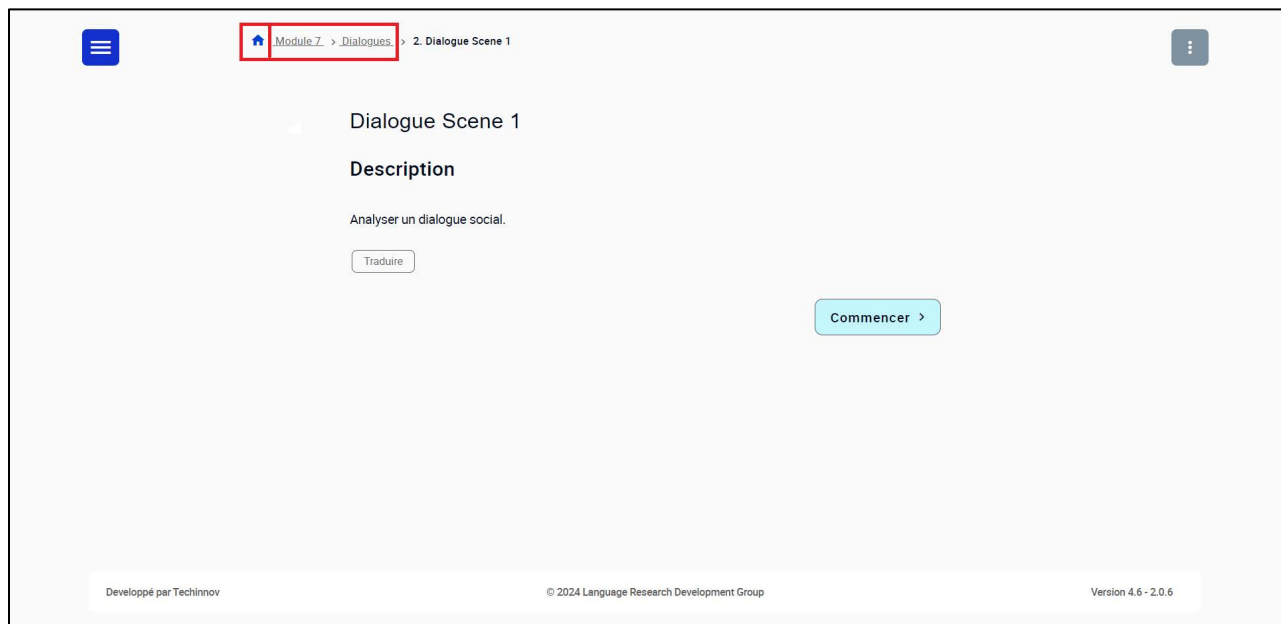 Module 7 > Dialogues > 2. Dialogue Scene 1
Dialogue Scene 1
Description
Analyser un dialogue social.
Traduire
Commencer >
Developpé par Techinnov © 2024 Language Research Development Group Version 4.6 - 2.0.6